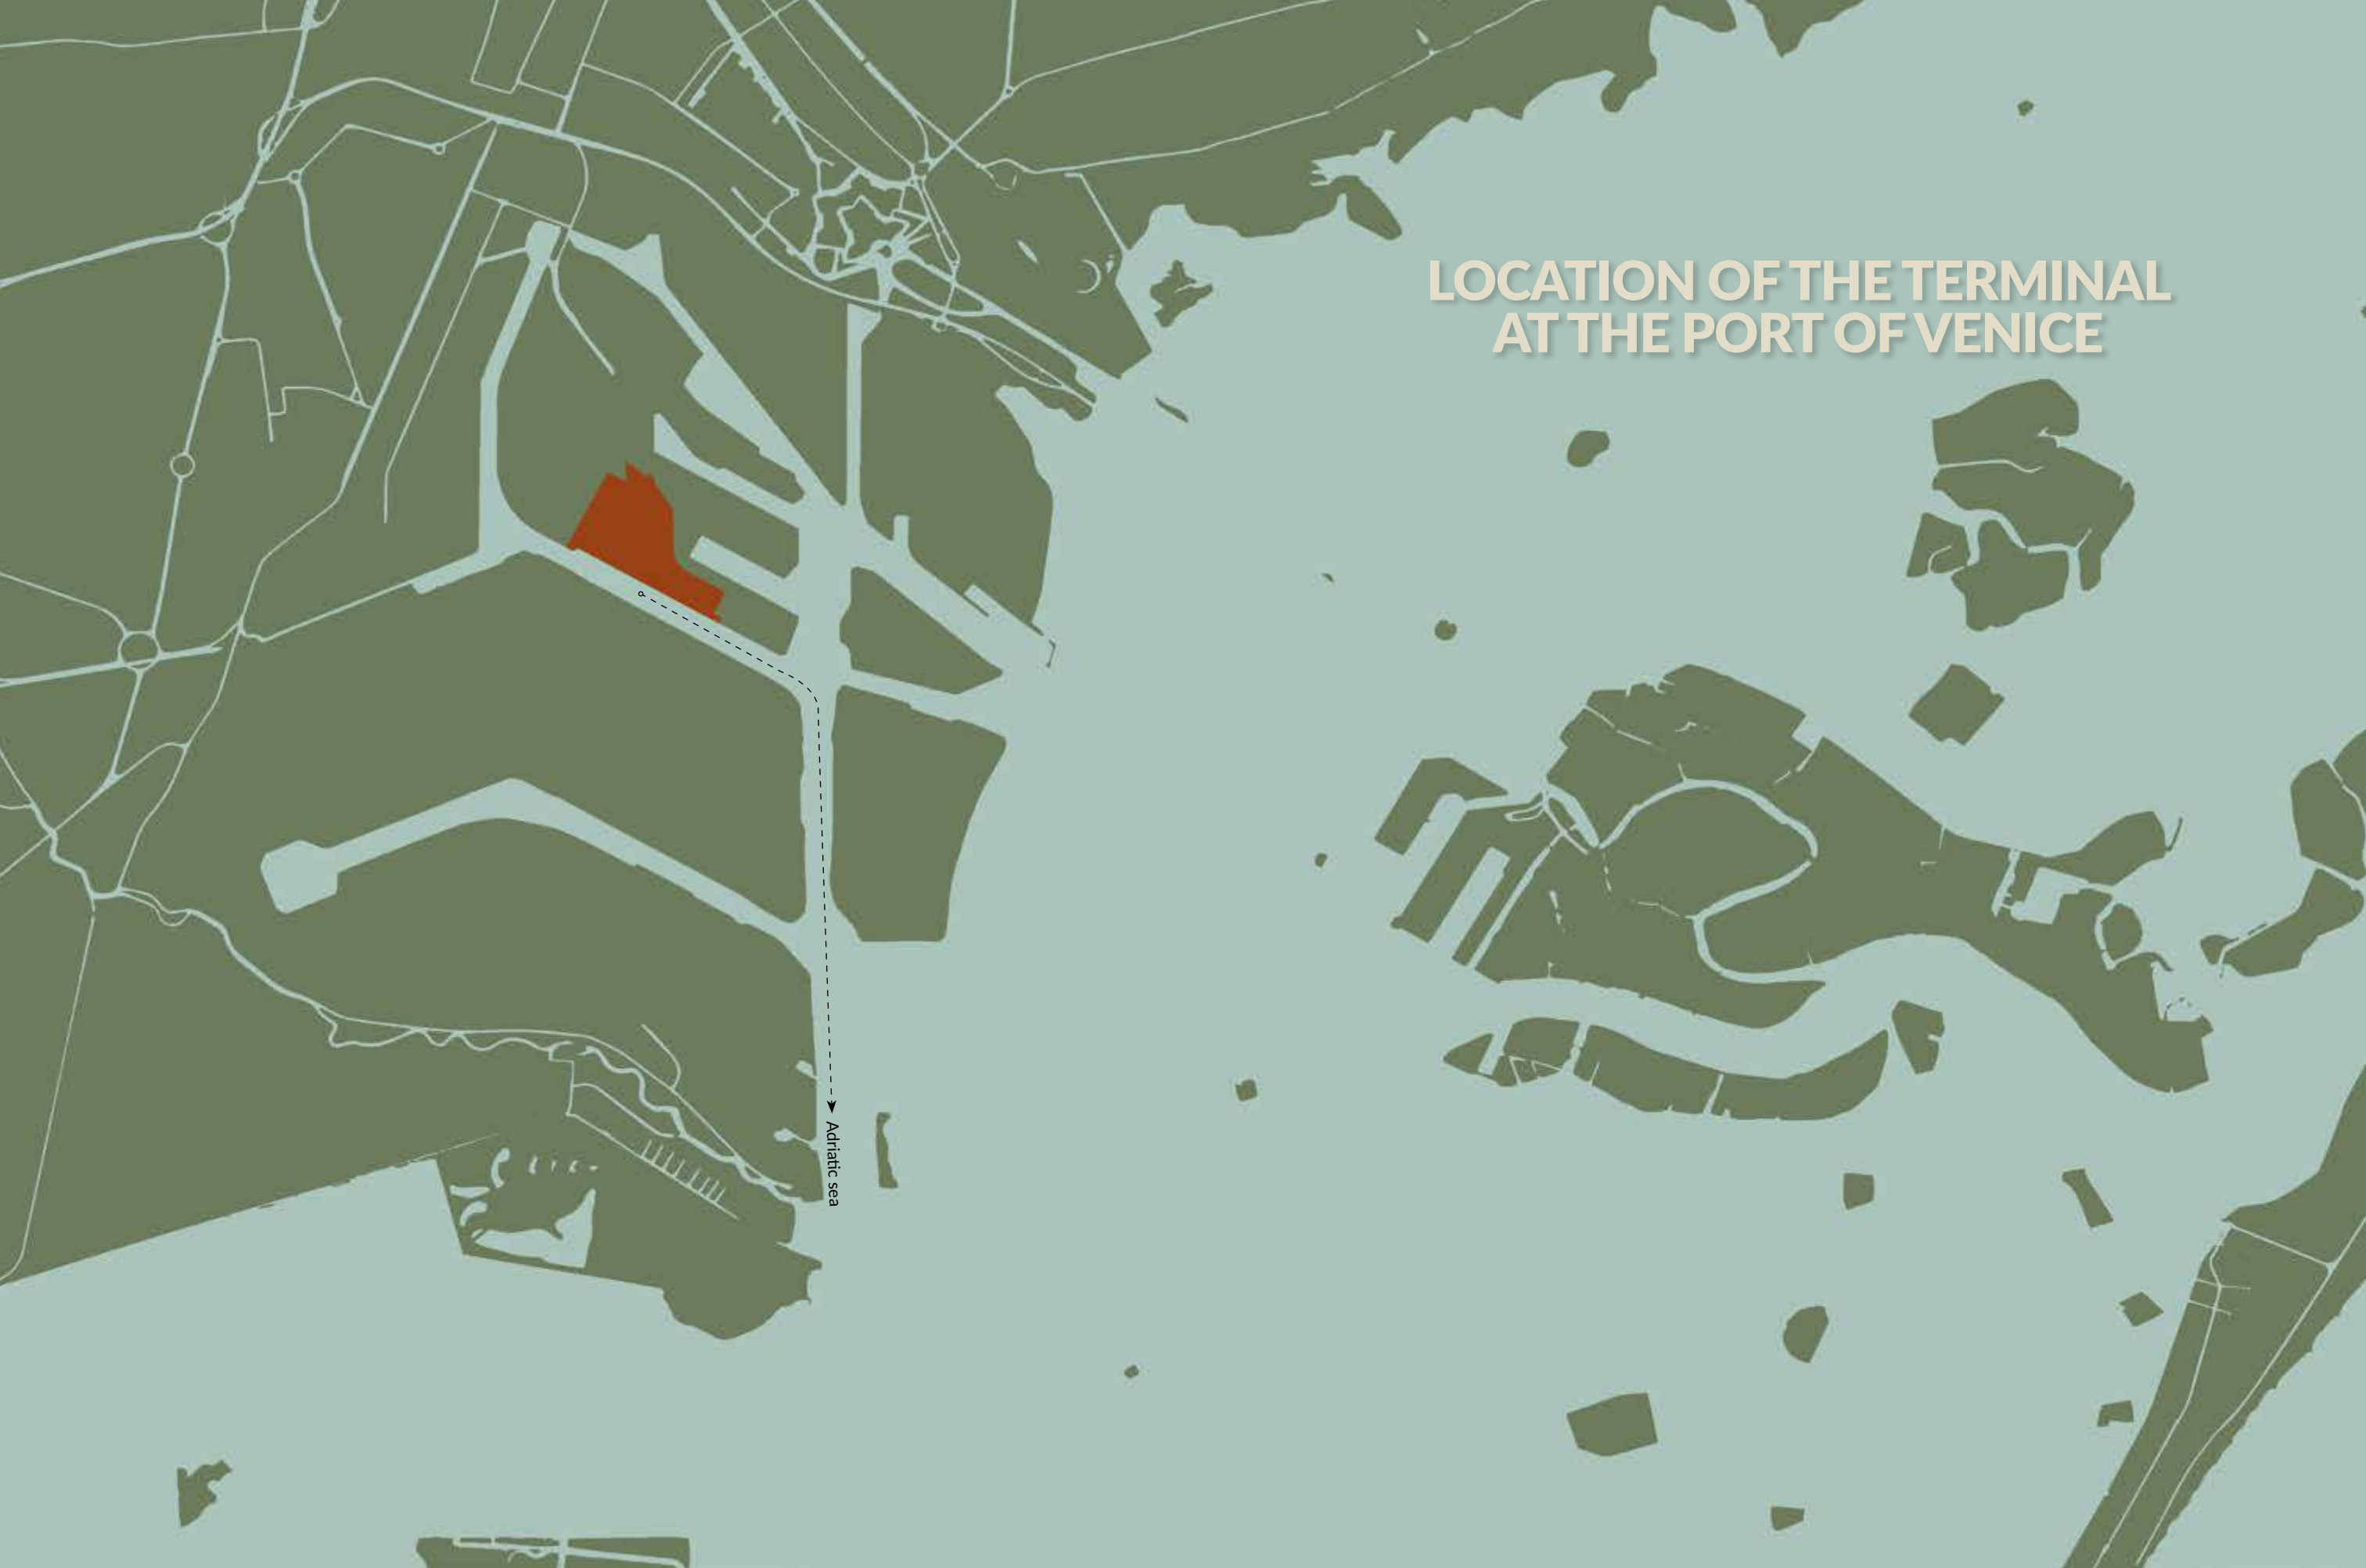 LOCATION OF THE TERMINAL
AT THE PORT OF VENICE
Adriatic sea